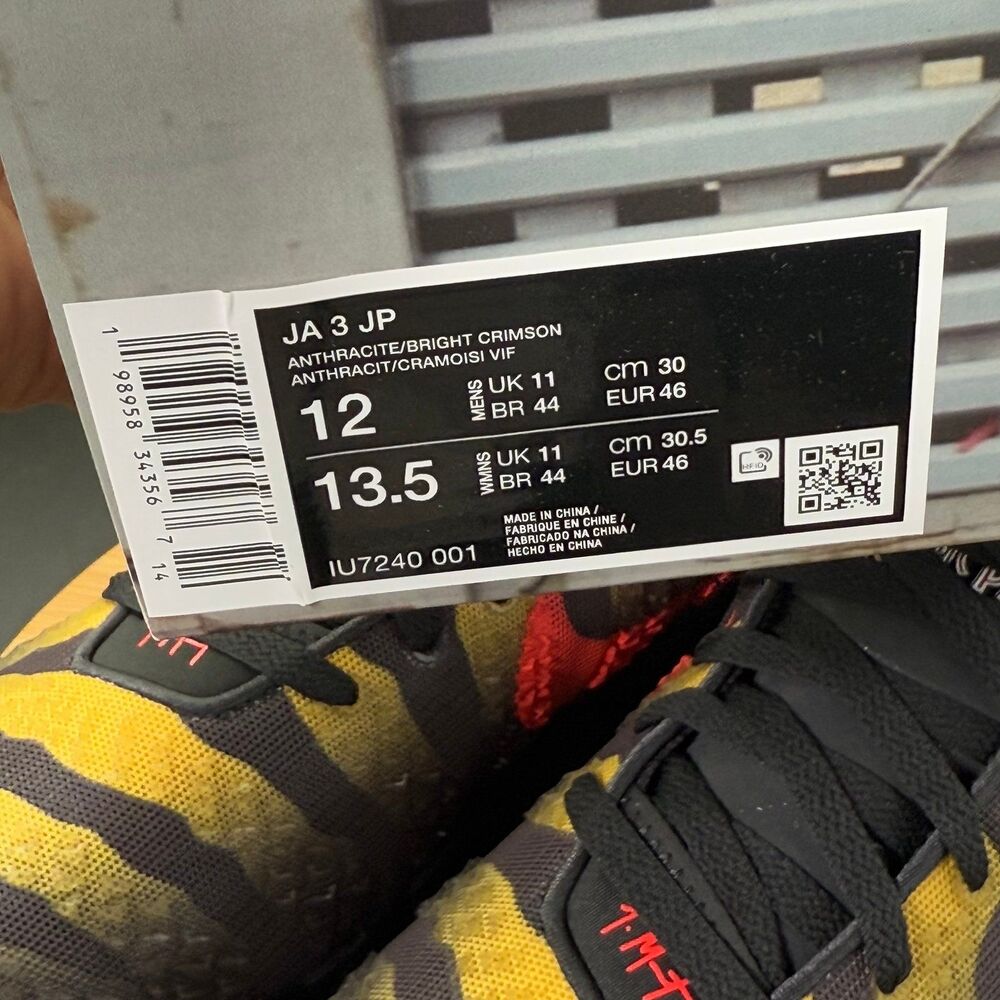 JA 3 JP
ANTHRACITE/BRIGHT CRIMSON
ANTHRACIT/CRAMOISI VIF
12 MENS UK 11 cm 30
BR 44 EUR 46
13.5 WMNS UK 11 cm 30.5
BR 44 EUR 46
RFID
MADE IN CHINA /
FABRIQUE EN CHINE /
FABRICADO NA CHINA /
HECHO EN CHINA
IU7240 001
1 98958 34356 7 14